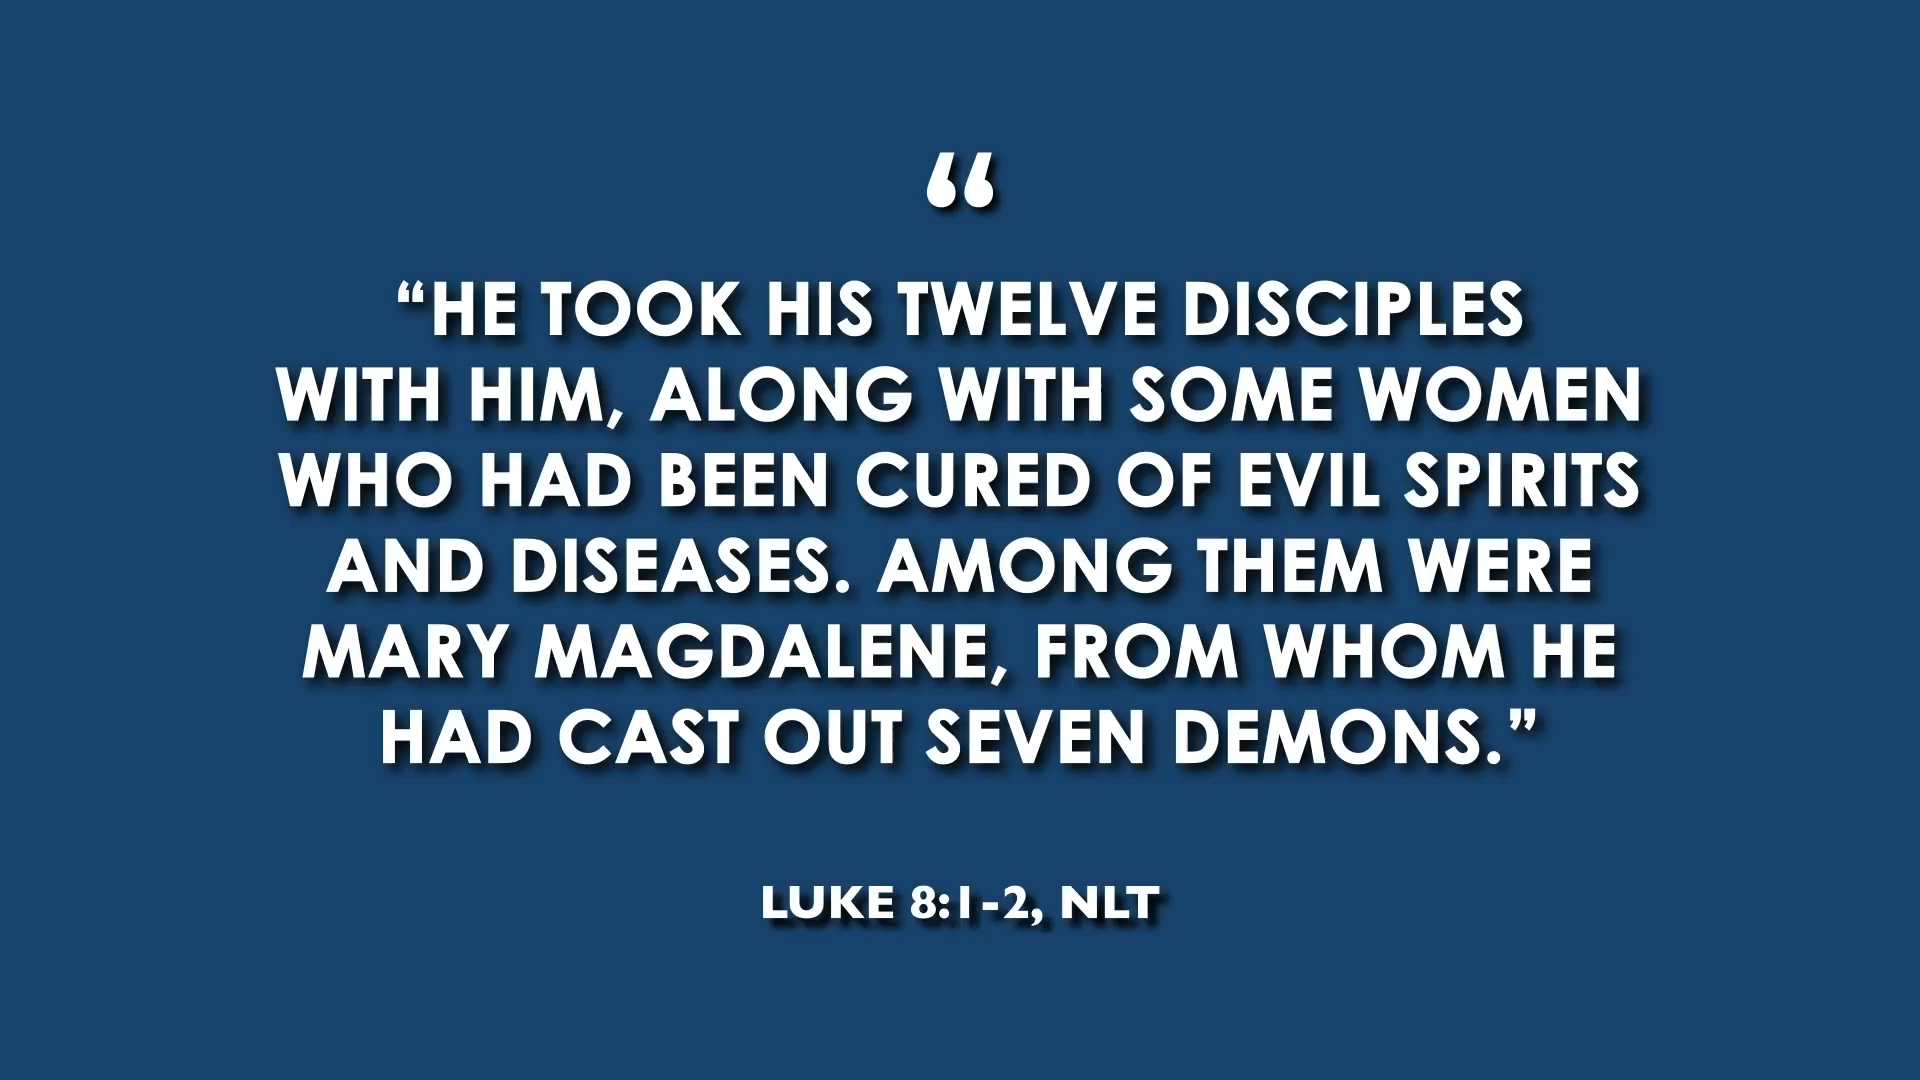 “
“HE TOOK HIS TWELVE DISCIPLES
WITH HIM, ALONG WITH SOME WOMEN
WHO HAD BEEN CURED OF EVIL SPIRITS
AND DISEASES. AMONG THEM WERE
MARY MAGDALENE, FROM WHOM HE
HAD CAST OUT SEVEN DEMONS.”
LUKE 8:1-2, NLT